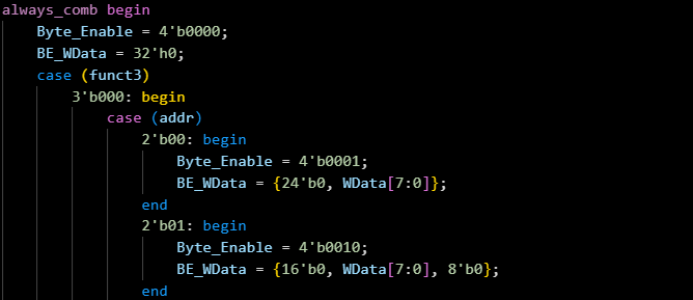 always_comb begin
Byte_Enable = 4'b0000;
BE_WData = 32'h0;
case (funct3)
3'b000: begin
case (addr)
2'b00: begin
Byte_Enable = 4'b0001;
BE_WData = {24'b0, WData[7:0]};
end
2'b01: begin
Byte_Enable = 4'b0010;
BE_WData = {16'b0, WData[7:0], 8'b0};
end